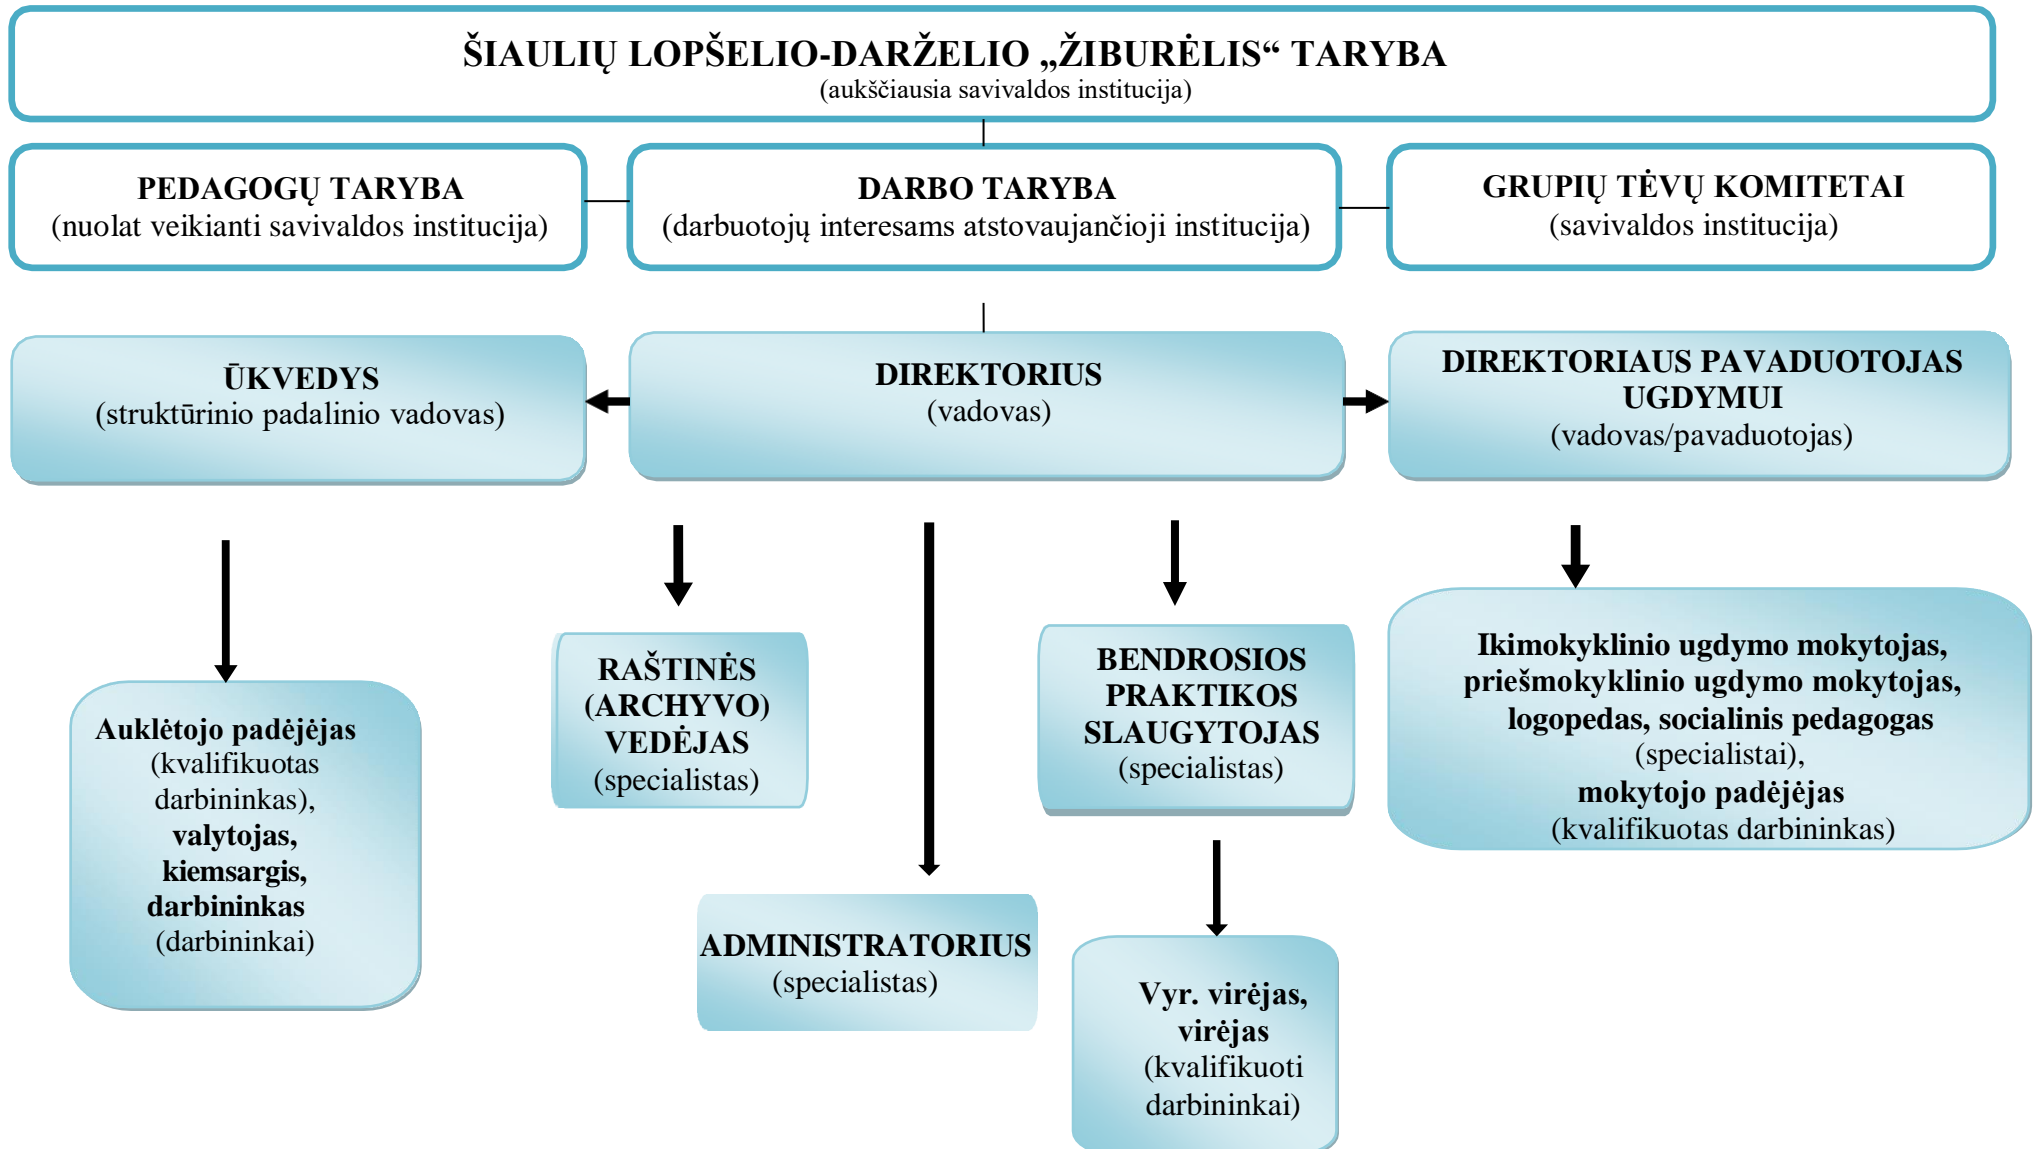 ŠIAULIŲ LOPŠELIO-DARŽELIO „ŽIBURĖLIS“ TARYBA
(aukščiausia savivaldos institucija)
PEDAGOGŲ TARYBA
(nuolat veikianti savivaldos institucija)
DARBO TARYBA
(darbuotojų interesams atstovaujančioji institucija)
GRUPIŲ TĖVŲ KOMITETAI
(savivaldos institucija)
ŪKVEDYS
(struktūrinio padalinio vadovas)
DIREKTORIUS
(vadovas)
DIREKTORIAUS PAVADUOTOJAS
UGDYMUI
(vadovas/pavaduotojas)
Auklėtojo padėjėjas
(kvalifikuotas
darbininkas),
valytojas,
kiemsargis,
darbininkas
(darbininkai)
RAŠTINĖS
(ARCHYVO)
VEDĖJAS
(specialistas)
ADMINISTRATORIUS
(specialistas)
BENDROSIOS
PRAKTIKOS
SLAUGYTOJAS
(specialistas)
Vyr. virėjas,
virėjas
(kvalifikuoti
darbininkai)
Ikimokyklinio ugdymo mokytojas,
priešmokyklinio ugdymo mokytojas,
logopedas, socialinis pedagogas
(specialistai),
mokytojo padėjėjas
(kvalifikuotas darbininkas)